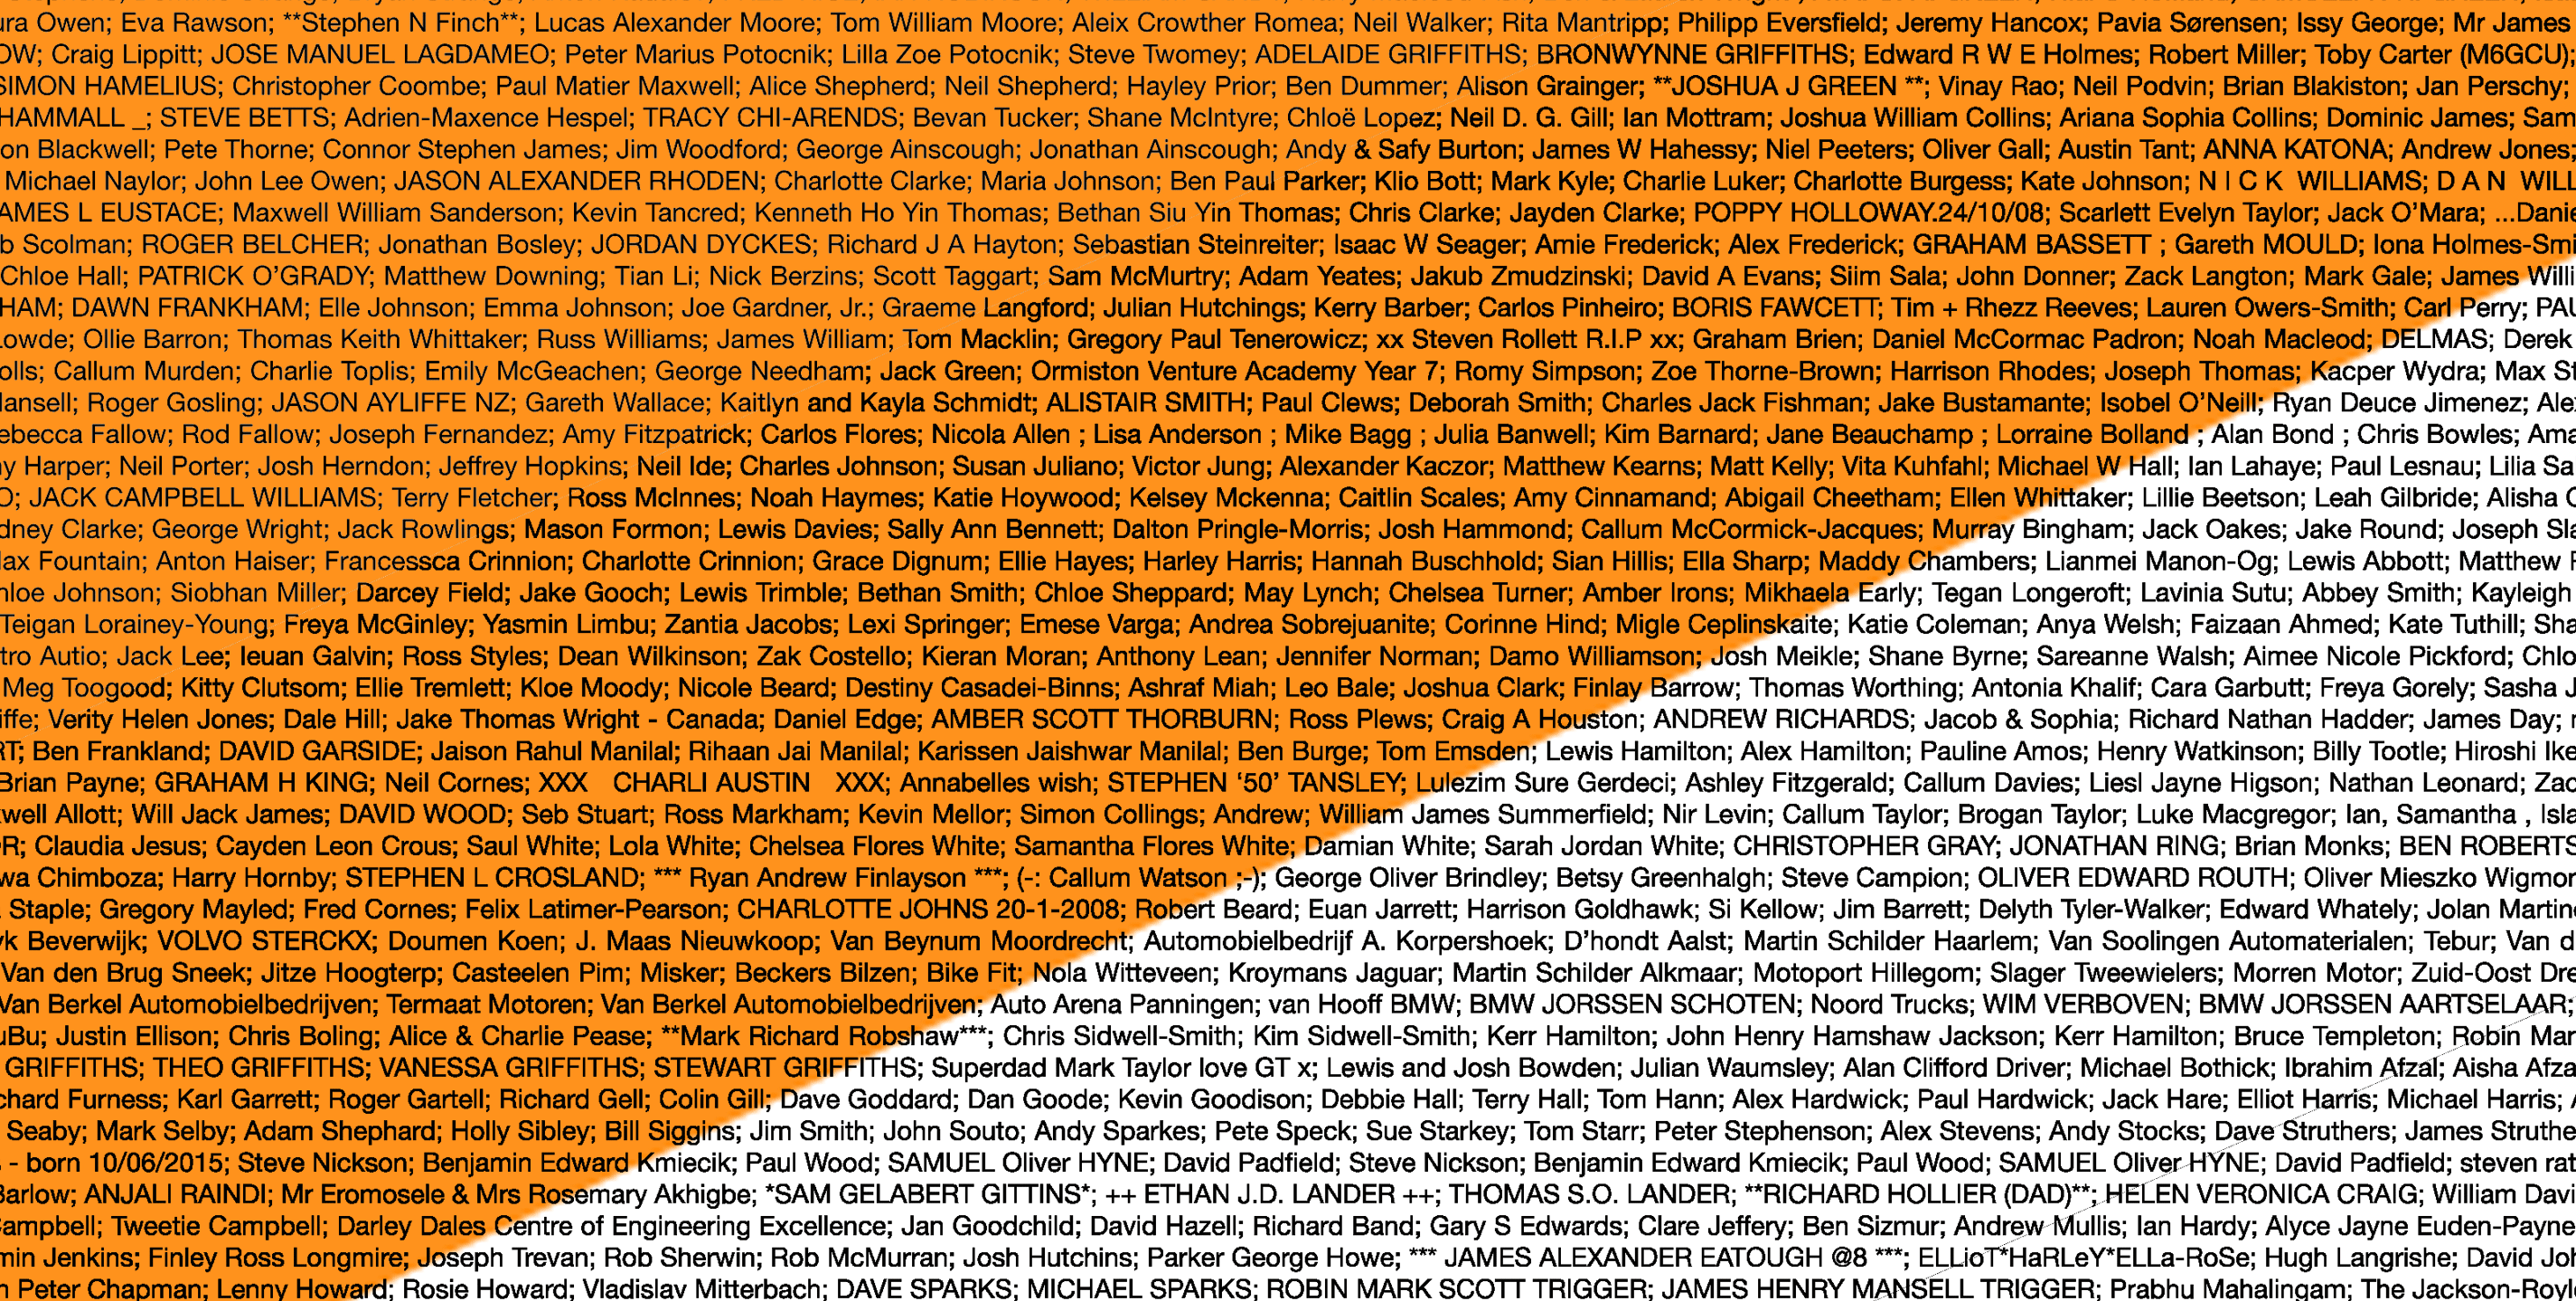 ura Owen; Eva Rawson; **Stephen N Finch**; Lucas Alexander Moore; Tom William Moore; Aleix Crowther Romea; Neil Walker; Rita Mantripp; Philipp Eversfield; Jeremy Hancox; Pavia Sørensen; Issy George; Mr James
OW; Craig Lippitt; JOSE MANUEL LAGDAMEO; Peter Marius Potocnik; Lilla Zoe Potocnik; Steve Twomey; ADELAIDE GRIFFITHS; BRONWYNNE GRIFFITHS; Edward R W E Holmes; Robert Miller; Toby Carter (M6GCU);
SIMON HAMELIUS; Christopher Coombe; Paul Matier Maxwell; Alice Shepherd; Neil Shepherd; Hayley Prior; Ben Dummer; Alison Grainger; **JOSHUA J GREEN **; Vinay Rao; Neil Podvin; Brian Blakiston; Jan Perschy;
HAMMALL _; STEVE BETTS; Adrien-Maxence Hespel; TRACY CHI-ARENDS; Bevan Tucker; Shane McIntyre; Chloë Lopez; Neil D. G. Gill; Ian Mottram; Joshua William Collins; Ariana Sophia Collins; Dominic James; Sam
on Blackwell; Pete Thorne; Connor Stephen James; Jim Woodford; George Ainscough; Jonathan Ainscough; Andy & Safy Burton; James W Hahessy; Niel Peeters; Oliver Gall; Austin Tant; ANNA KATONA; Andrew Jones;
Michael Naylor; John Lee Owen; JASON ALEXANDER RHODEN; Charlotte Clarke; Maria Johnson; Ben Paul Parker; Klio Bott; Mark Kyle; Charlie Luker; Charlotte Burgess; Kate Johnson; N I C K WILLIAMS; D A N WILL
AMES L EUSTACE; Maxwell William Sanderson; Kevin Tancred; Kenneth Ho Yin Thomas; Bethan Siu Yin Thomas; Chris Clarke; Jayden Clarke; POPPY HOLLOWAY.24/10/08; Scarlett Evelyn Taylor; Jack O'Mara; ...Danie
b Scolman; ROGER BELCHER; Jonathan Bosley; JORDAN DYCKES; Richard J A Hayton; Sebastian Steinreiter; Isaac W Seager; Amie Frederick; Alex Frederick; GRAHAM BASSETT ; Gareth MOULD; Iona Holmes-Smi
Chloe Hall; PATRICK O'GRADY; Matthew Downing; Tian Li; Nick Berzins; Scott Taggart; Sam McMurtry; Adam Yeates; Jakub Zmudzinski; David A Evans; Siim Sala; John Donner; Zack Langton; Mark Gale; James Willi
HAM; DAWN FRANKHAM; Elle Johnson; Emma Johnson; Joe Gardner, Jr.; Graeme Langford; Julian Hutchings; Kerry Barber; Carlos Pinheiro; BORIS FAWCETT; Tim + Rhezz Reeves; Lauren Owers-Smith; Carl Perry; PAU
Lowde; Ollie Barron; Thomas Keith Whittaker; Russ Williams; James William; Tom Macklin; Gregory Paul Tenerowicz; xx Steven Rollett R.I.P xx; Graham Brien; Daniel McCormac Padron; Noah Macleod; DELMAS; Derek
olls; Callum Murden; Charlie Toplis; Emily McGeachen; George Needham; Jack Green; Ormiston Venture Academy Year 7; Romy Simpson; Zoe Thorne-Brown; Harrison Rhodes; Joseph Thomas; Kacper Wydra; Max St
Mansell; Roger Gosling; JASON AYLIFFE NZ; Gareth Wallace; Kaitlyn and Kayla Schmidt; ALISTAIR SMITH; Paul Clews; Deborah Smith; Charles Jack Fishman; Jake Bustamante; Isobel O'Neill; Ryan Deuce Jimenez; Ale
ebecca Fallow; Rod Fallow; Joseph Fernandez; Amy Fitzpatrick; Carlos Flores; Nicola Allen ; Lisa Anderson ; Mike Bagg ; Julia Banwell; Kim Barnard; Jane Beauchamp ; Lorraine Bolland ; Alan Bond ; Chris Bowles; Ama
y Harper; Neil Porter; Josh Herndon; Jeffrey Hopkins; Neil Ide; Charles Johnson; Susan Juliano; Victor Jung; Alexander Kaczor; Matthew Kearns; Matt Kelly; Vita Kuhfahl; Michael W Hall; Ian Lahaye; Paul Lesnau; Lilia Sa
O; JACK CAMPBELL WILLIAMS; Terry Fletcher; Ross McInnes; Noah Haymes; Katie Hoywood; Kelsey Mckenna; Caitlin Scales; Amy Cinnamand; Abigail Cheetham; Ellen Whittaker; Lillie Beetson; Leah Gilbride; Alisha C
dney Clarke; George Wright; Jack Rowlings; Mason Formon; Lewis Davies; Sally Ann Bennett; Dalton Pringle-Morris; Josh Hammond; Callum McCormick-Jacques; Murray Bingham; Jack Oakes; Jake Round; Joseph Sla
Max Fountain; Anton Haiser; Francessca Crinnion; Charlotte Crinnion; Grace Dignum; Ellie Hayes; Harley Harris; Hannah Buschhold; Sian Hillis; Ella Sharp; Maddy Chambers; Lianmei Manon-Og; Lewis Abbott; Matthew
hloe Johnson; Siobhan Miller; Darcey Field; Jake Gooch; Lewis Trimble; Bethan Smith; Chloe Sheppard; May Lynch; Chelsea Turner; Amber Irons; Mikhaela Early; Tegan Longeroft; Lavinia Sutu; Abbey Smith; Kayleigh
Teigan Lorainey-Young; Freya McGinley; Yasmin Limbu; Zantia Jacobs; Lexi Springer; Emese Varga; Andrea Sobrejuanite; Corinne Hind; Migle Ceplinskaite; Katie Coleman; Anya Welsh; Faizaan Ahmed; Kate Tuthill; Sha
tro Autio; Jack Lee; Ieuan Galvin; Ross Styles; Dean Wilkinson; Zak Costello; Kieran Moran; Anthony Lean; Jennifer Norman; Damo Williamson; Josh Meikle; Shane Byrne; Sareanne Walsh; Aimee Nicole Pickford; Chlo
Meg Toogood; Kitty Clutsom; Ellie Tremlett; Kloe Moody; Nicole Beard; Destiny Casadei-Binns; Ashraf Miah; Leo Bale; Joshua Clark; Finlay Barrow; Thomas Worthing; Antonia Khalif; Cara Garbutt; Freya Gorely; Sasha J
iffe; Verity Helen Jones; Dale Hill; Jake Thomas Wright - Canada; Daniel Edge; AMBER SCOTT THORBURN; Ross Plews; Craig A Houston; ANDREW RICHARDS; Jacob & Sophia; Richard Nathan Hadder; James Day;
RT; Ben Frankland; DAVID GARSIDE; Jaison Rahul Manilal; Rihaan Jai Manilal; Karissen Jaishwar Manilal; Ben Burge; Tom Emsden; Lewis Hamilton; Alex Hamilton; Pauline Amos; Henry Watkinson; Billy Tootle; Hiroshi Ike
Brian Payne; GRAHAM H KING; Neil Cornes; XXX CHARLI AUSTIN XXX; Annabelles wish; STEPHEN '50' TANSLEY; Lulezim Sure Gerdeci; Ashley Fitzgerald; Callum Davies; Liesl Jayne Higson; Nathan Leonard; Zac
well Allott; Will Jack James; DAVID WOOD; Seb Stuart; Ross Markham; Kevin Mellor; Simon Collings; Andrew; William James Summerfield; Nir Levin; Callum Taylor; Brogan Taylor; Luke Macgregor; Ian, Samantha , Isla
R; Claudia Jesus; Cayden Leon Crous; Saul White; Lola White; Chelsea Flores White; Samantha Flores White; Damian White; Sarah Jordan White; CHRISTOPHER GRAY; JONATHAN RING; Brian Monks; BEN ROBERTS
wa Chimboza; Harry Hornby; STEPHEN L CROSLAND; *** Ryan Andrew Finlayson ***; (-: Callum Watson ;-); George Oliver Brindley; Betsy Greenhalgh; Steve Campion; OLIVER EDWARD ROUTH; Oliver Mieszko Wigmor
Staple; Gregory Mayled; Fred Cornes; Felix Latimer-Pearson; CHARLOTTE JOHNS 20-1-2008; Robert Beard; Euan Jarrett; Harrison Goldhawk; Si Kellow; Jim Barrett; Delyth Tyler-Walker; Edward Whately; Jolan Martine
yk Beverwijk; VOLVO STERCKX; Doumen Koen; J. Maas Nieuwkoop; Van Beynum Moordrecht; Automobielbedrijf A. Korpershoek; D'hondt Aalst; Martin Schilder Haarlem; Van Soolingen Automaterialen; Tebur; Van d
Van den Brug Sneek; Jitze Hoogterp; Casteelen Pim; Misker; Beckers Bilzen; Bike Fit; Nola Witteveen; Kroymans Jaguar; Martin Schilder Alkmaar; Motoport Hillegom; Slager Tweewielers; Morren Motor; Zuid-Oost Dre
Van Berkel Automobielbedrijven; Termaat Motoren; Van Berkel Automobielbedrijven; Auto Arena Panningen; van Hooff BMW; BMW JORSSEN SCHOTEN; Noord Trucks; WIM VERBOVEN; BMW JORSSEN AARTSELAAR;
uBu; Justin Ellison; Chris Boling; Alice & Charlie Pease; **Mark Richard Robshaw***; Chris Sidwell-Smith; Kim Sidwell-Smith; Kerr Hamilton; John Henry Hamshaw Jackson; Kerr Hamilton; Bruce Templeton; Robin Mar
GRIFFITHS; THEO GRIFFITHS; VANESSA GRIFFITHS; STEWART GRIFFITHS; Superdad Mark Taylor love GT x; Lewis and Josh Bowden; Julian Waumsley; Alan Clifford Driver; Michael Bothick; Ibrahim Afzal; Aisha Afza
chard Furness; Karl Garrett; Roger Gartell; Richard Gell; Colin Gill; Dave Goddard; Dan Goode; Kevin Goodison; Debbie Hall; Terry Hall; Tom Hann; Alex Hardwick; Paul Hardwick; Jack Hare; Elliot Harris; Michael Harris;
Seaby; Mark Selby; Adam Shephard; Holly Sibley; Bill Siggins; Jim Smith; John Souto; Andy Sparkes; Pete Speck; Sue Starkey; Tom Starr; Peter Stephenson; Alex Stevens; Andy Stocks; Dave Struthers; James Struthe
- born 10/06/2015; Steve Nickson; Benjamin Edward Kmiecik; Paul Wood; SAMUEL Oliver HYNE; David Padfield; Steve Nickson; Benjamin Edward Kmiecik; Paul Wood; SAMUEL Oliver HYNE; David Padfield; steven rat
Barlow; ANJALI RAINDI; Mr Eromosele & Mrs Rosemary Akhigbe; *SAM GELABERT GITTINS*; ++ ETHAN J.D. LANDER ++; THOMAS S.O. LANDER; **RICHARD HOLLIER (DAD)**; HELEN VERONICA CRAIG; William Davi
Campbell; Tweetie Campbell; Darley Dales Centre of Engineering Excellence; Jan Goodchild; David Hazell; Richard Band; Gary S Edwards; Clare Jeffery; Ben Sizmur; Andrew Mullis; Ian Hardy; Alyce Jayne Euden-Payne
min Jenkins; Finley Ross Longmire; Joseph Trevan; Rob Sherwin; Rob McMurran; Josh Hutchins; Parker George Howe; *** JAMES ALEXANDER EATOUGH @8 ***; ELLioT*HaRLeY*ELLa-RoSe; Hugh Langrishe; David Jol
n Peter Chapman; Lenny Howard; Rosie Howard; Vladislav Mitterbach; DAVE SPARKS; MICHAEL SPARKS; ROBIN MARK SCOTT TRIGGER; JAMES HENRY MANSELL TRIGGER; Prabhu Mahalingam; The Jackson-Royl